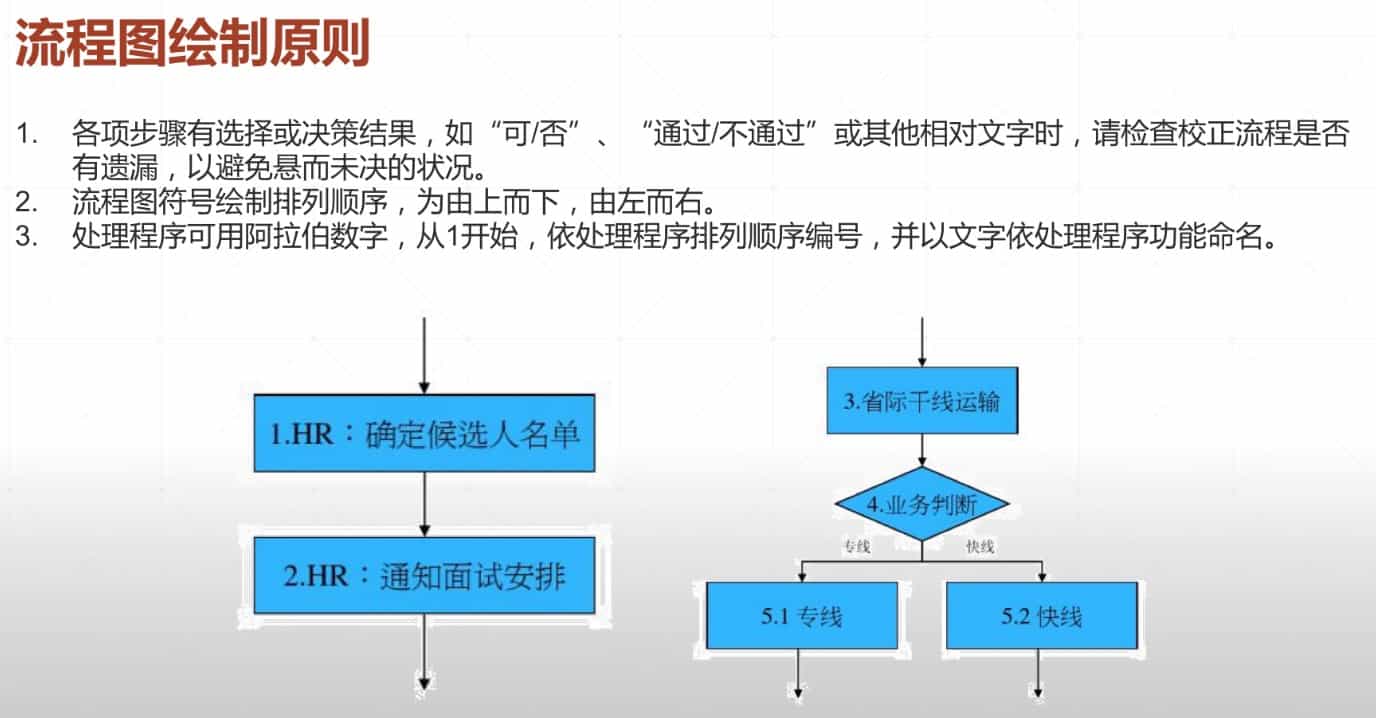 流程图绘制原则
1. 各项步骤有选择或决策结果，如“可/否”、“通过/不通过”或其他相对文字时，请检查校正流程是否
有遗漏，以避免悬而未决的状况。
2. 流程图符号绘制排列顺序，为由上而下，由左而右。
3. 处理程序可用阿拉伯数字，从1开始，依处理程序排列顺序编号，并以文字依处理程序功能命名。
1.HR：确定候选人名单
2.HR：通知面试安排
3.省际干线运输
4.业务判断
专线
快线
5.1 专线
5.2 快线